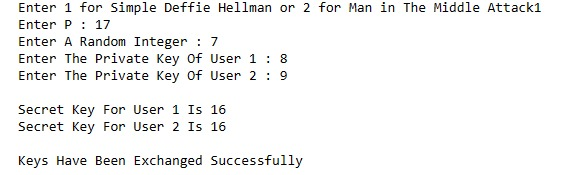 Enter 1 for Simple Deffie Hellman or 2 for Man in The Middle Attack1
Enter P : 17
Enter A Random Integer : 7
Enter The Private Key Of User 1 : 8
Enter The Private Key Of User 2 : 9
Secret Key For User 1 Is 16
Secret Key For User 2 Is 16
Keys Have Been Exchanged Successfully